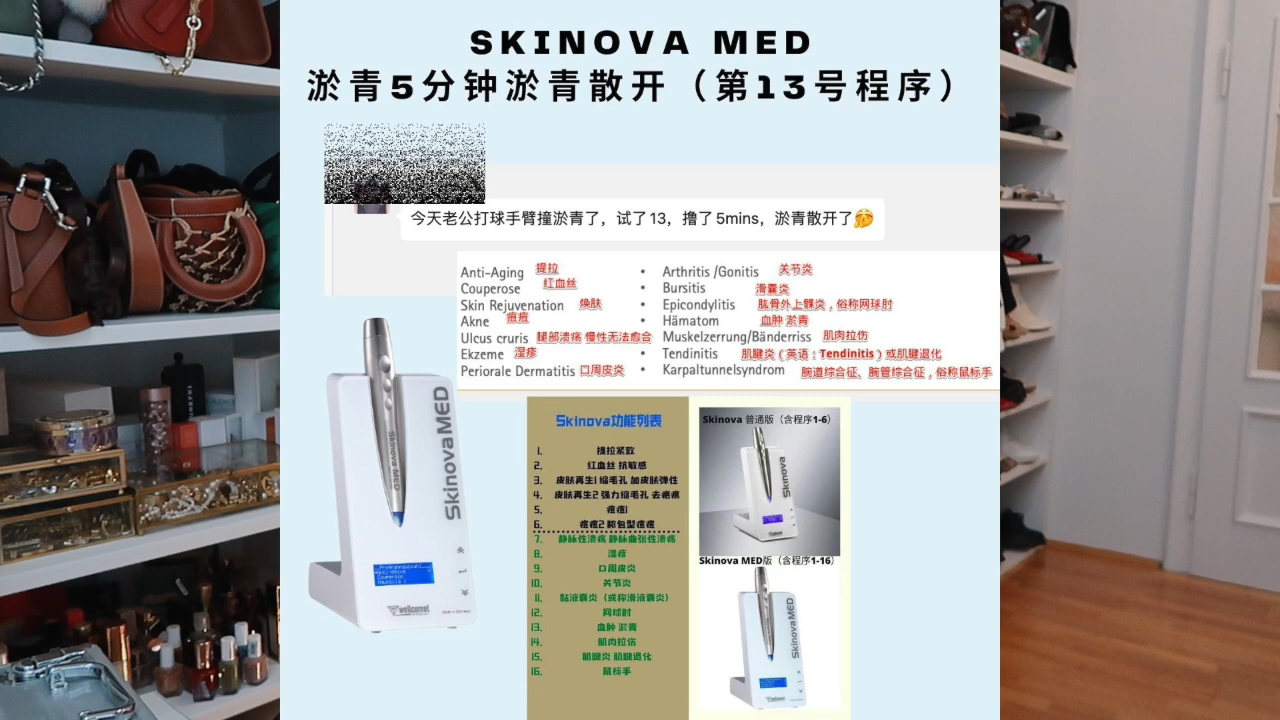 SKINOVA MED
淤青5分钟淤青散开（第13号程序）
今天老公打球手臂撞淤青了，试了13，撸了5mins，淤青散开了
Anti-Aging 提拉
Couperose 红血丝
Skin Rejuvenation 焕肤
Akne 痘痘
Ulcus cruris 腿部溃疡 慢性无法愈合
Ekzeme 湿疹
Periorale Dermatitis 口周皮炎
• Arthritis /Gonitis 关节炎
• Bursitis 滑囊炎
• Epicondylitis 肱骨外上髁炎，俗称网球肘
• Hämatom 血肿 淤青
• Muskelzerrung/Bänderriss 肌肉拉伤
• Tendinitis 肌腱炎（英语：Tendinitis）或肌腱退化
• Karpaltunnelsyndrom 腕道综合征、腕管综合征，俗称鼠标手
Skinova MED
SkinovaMED
wellcomet
Made in Germany
Skinova功能列表
1. 提拉紧致
2. 红血丝 抗敏感
3. 皮肤再生1 缩毛孔 加皮肤弹性
4. 皮肤再生2 强力缩毛孔 去疤痕
5. 痘痘1
6. 痘痘2 脓包型痘痘
7. 静脉性溃疡 静脉曲张性溃疡
8. 湿疹
9. 口周皮炎
10. 关节炎
11. 黏液囊炎（或称滑液囊炎）
12. 网球肘
13. 血肿 淤青
14. 肌肉拉伤
15. 肌腱炎 肌腱退化
16. 鼠标手
Skinova 普通版（含程序1-6）
Skinova
Skinova MED版（含程序1-16）
SkinovaMED